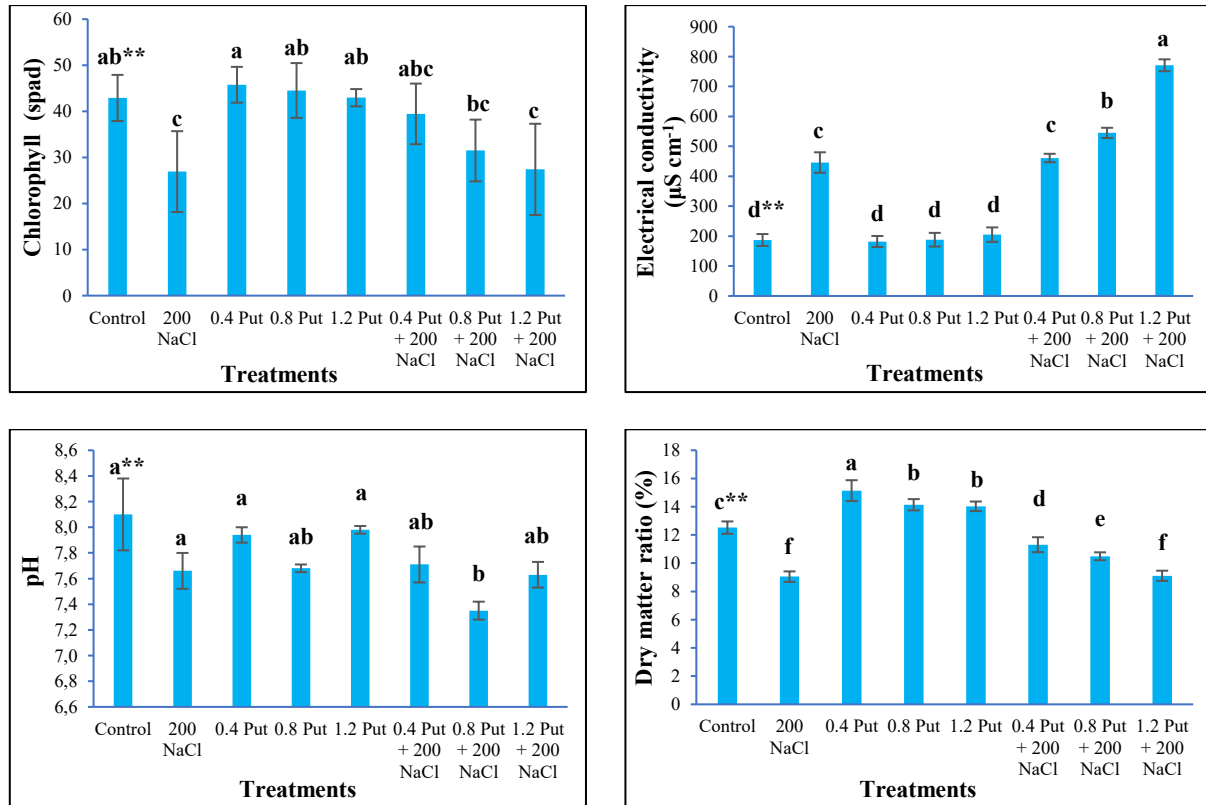 Chlorophyll (spad)
60
50
40
30
20
10
0
ab**
c
a
ab
ab
abc
bc
c
Control
200
NaCl
0.4 Put
0.8 Put
1.2 Put
0.4 Put
+ 200
NaCl
0.8 Put
+ 200
NaCl
1.2 Put
+ 200
NaCl
Treatments
Electrical conductivity
(µS cm⁻¹)
900
800
700
600
500
400
300
200
100
0
d**
c
d
d
d
c
b
a
Control
200
NaCl
0.4 Put
0.8 Put
1.2 Put
0.4 Put
+ 200
NaCl
0.8 Put
+ 200
NaCl
1.2 Put
+ 200
NaCl
Treatments
pH
8,6
8,4
8,2
8,0
7,8
7,6
7,4
7,2
7,0
6,8
6,6
a**
a
a
ab
a
ab
b
ab
Control
200
NaCl
0.4 Put
0.8 Put
1.2 Put
0.4 Put
+ 200
NaCl
0.8 Put
+ 200
NaCl
1.2 Put
+ 200
NaCl
Treatments
Dry matter ratio (%)
18
16
14
12
10
8
6
4
2
0
c**
f
a
b
b
d
e
f
Control
200
NaCl
0.4 Put
0.8 Put
1.2 Put
0.4 Put
+ 200
NaCl
0.8 Put
+ 200
NaCl
1.2 Put
+ 200
NaCl
Treatments